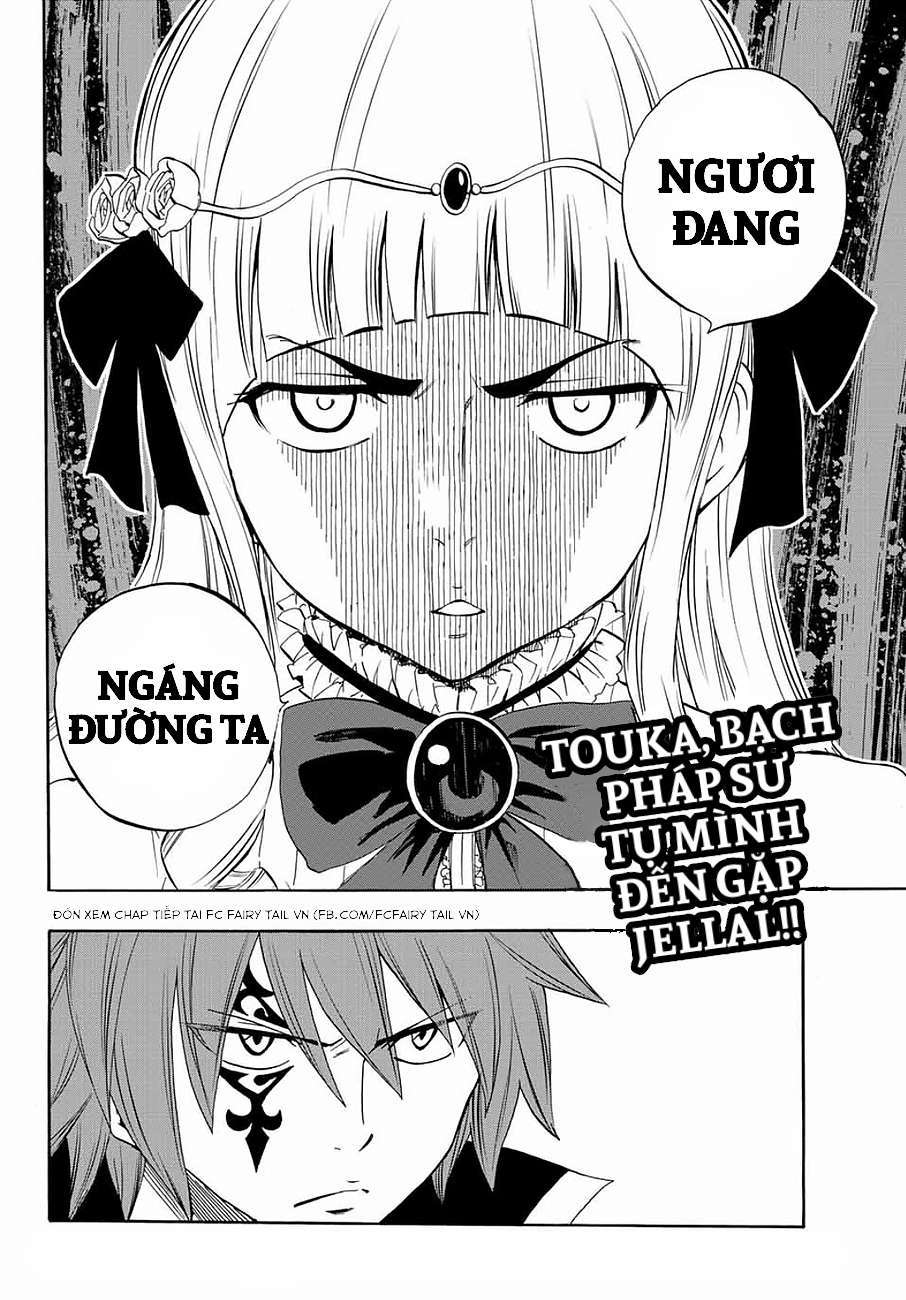 NGƯƠI
ĐANG
NGÁNG
ĐƯỜNG TA
TOUKA, BẠCH
PHÁP SƯ
TỰ MÌNH
ĐẾN GẶP
JELLAL!!
ĐÓN XEM CHAP TIẾP TẠI FC FAIRY TAIL VN (FB.COM/FCFAIRY TAIL VN)